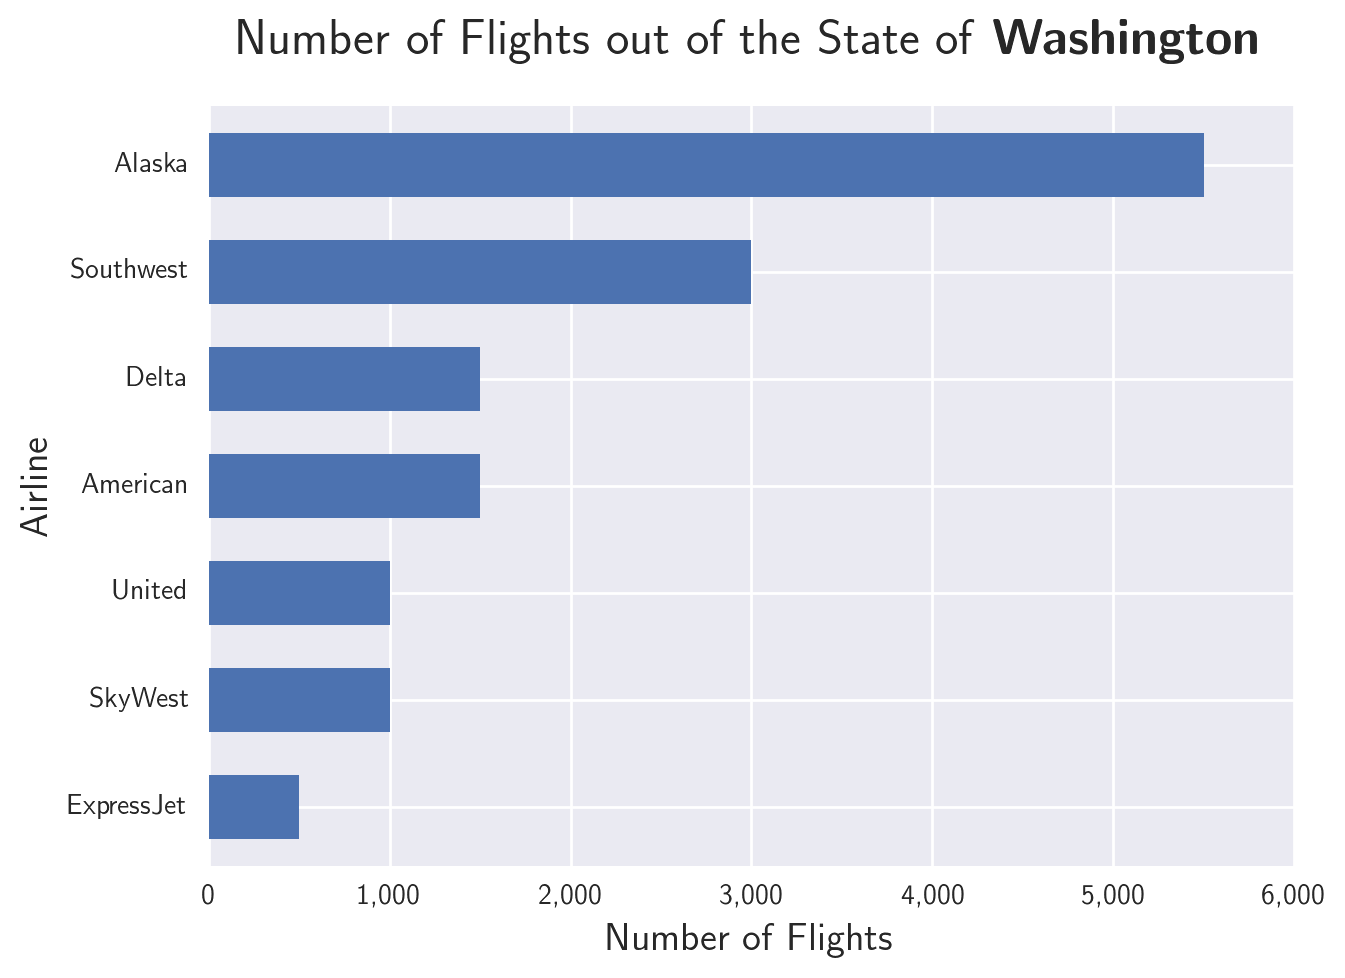 Number of Flights out of the State of Washington
Alaska
Southwest
Delta
American
United
SkyWest
ExpressJet
Airline
0 1,000 2,000 3,000 4,000 5,000 6,000
Number of Flights